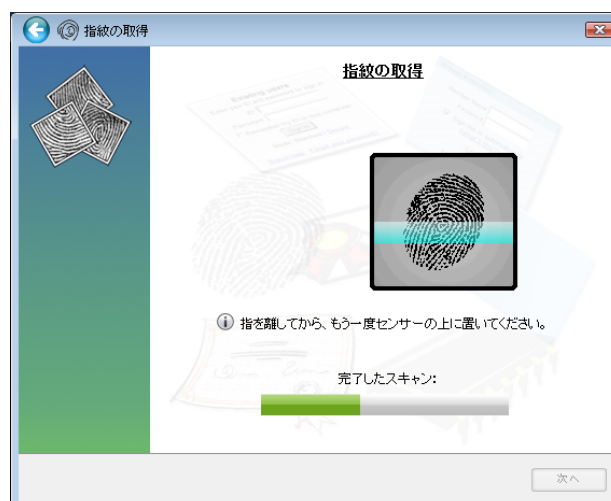 指紋の取得
指紋の取得
指を離してから、もう一度センサーの上に置いてください。
完了したスキャン:
次へ